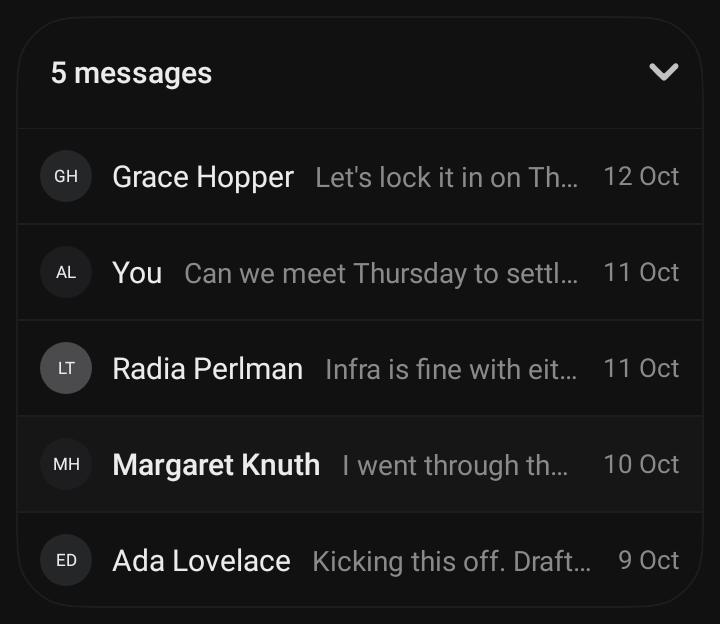 5 messages
GH Grace Hopper Let's lock it in on Th... 12 Oct
AL You Can we meet Thursday to settl... 11 Oct
LT Radia Perlman Infra is fine with eit... 11 Oct
MH Margaret Knuth I went through th... 10 Oct
ED Ada Lovelace Kicking this off. Draft... 9 Oct